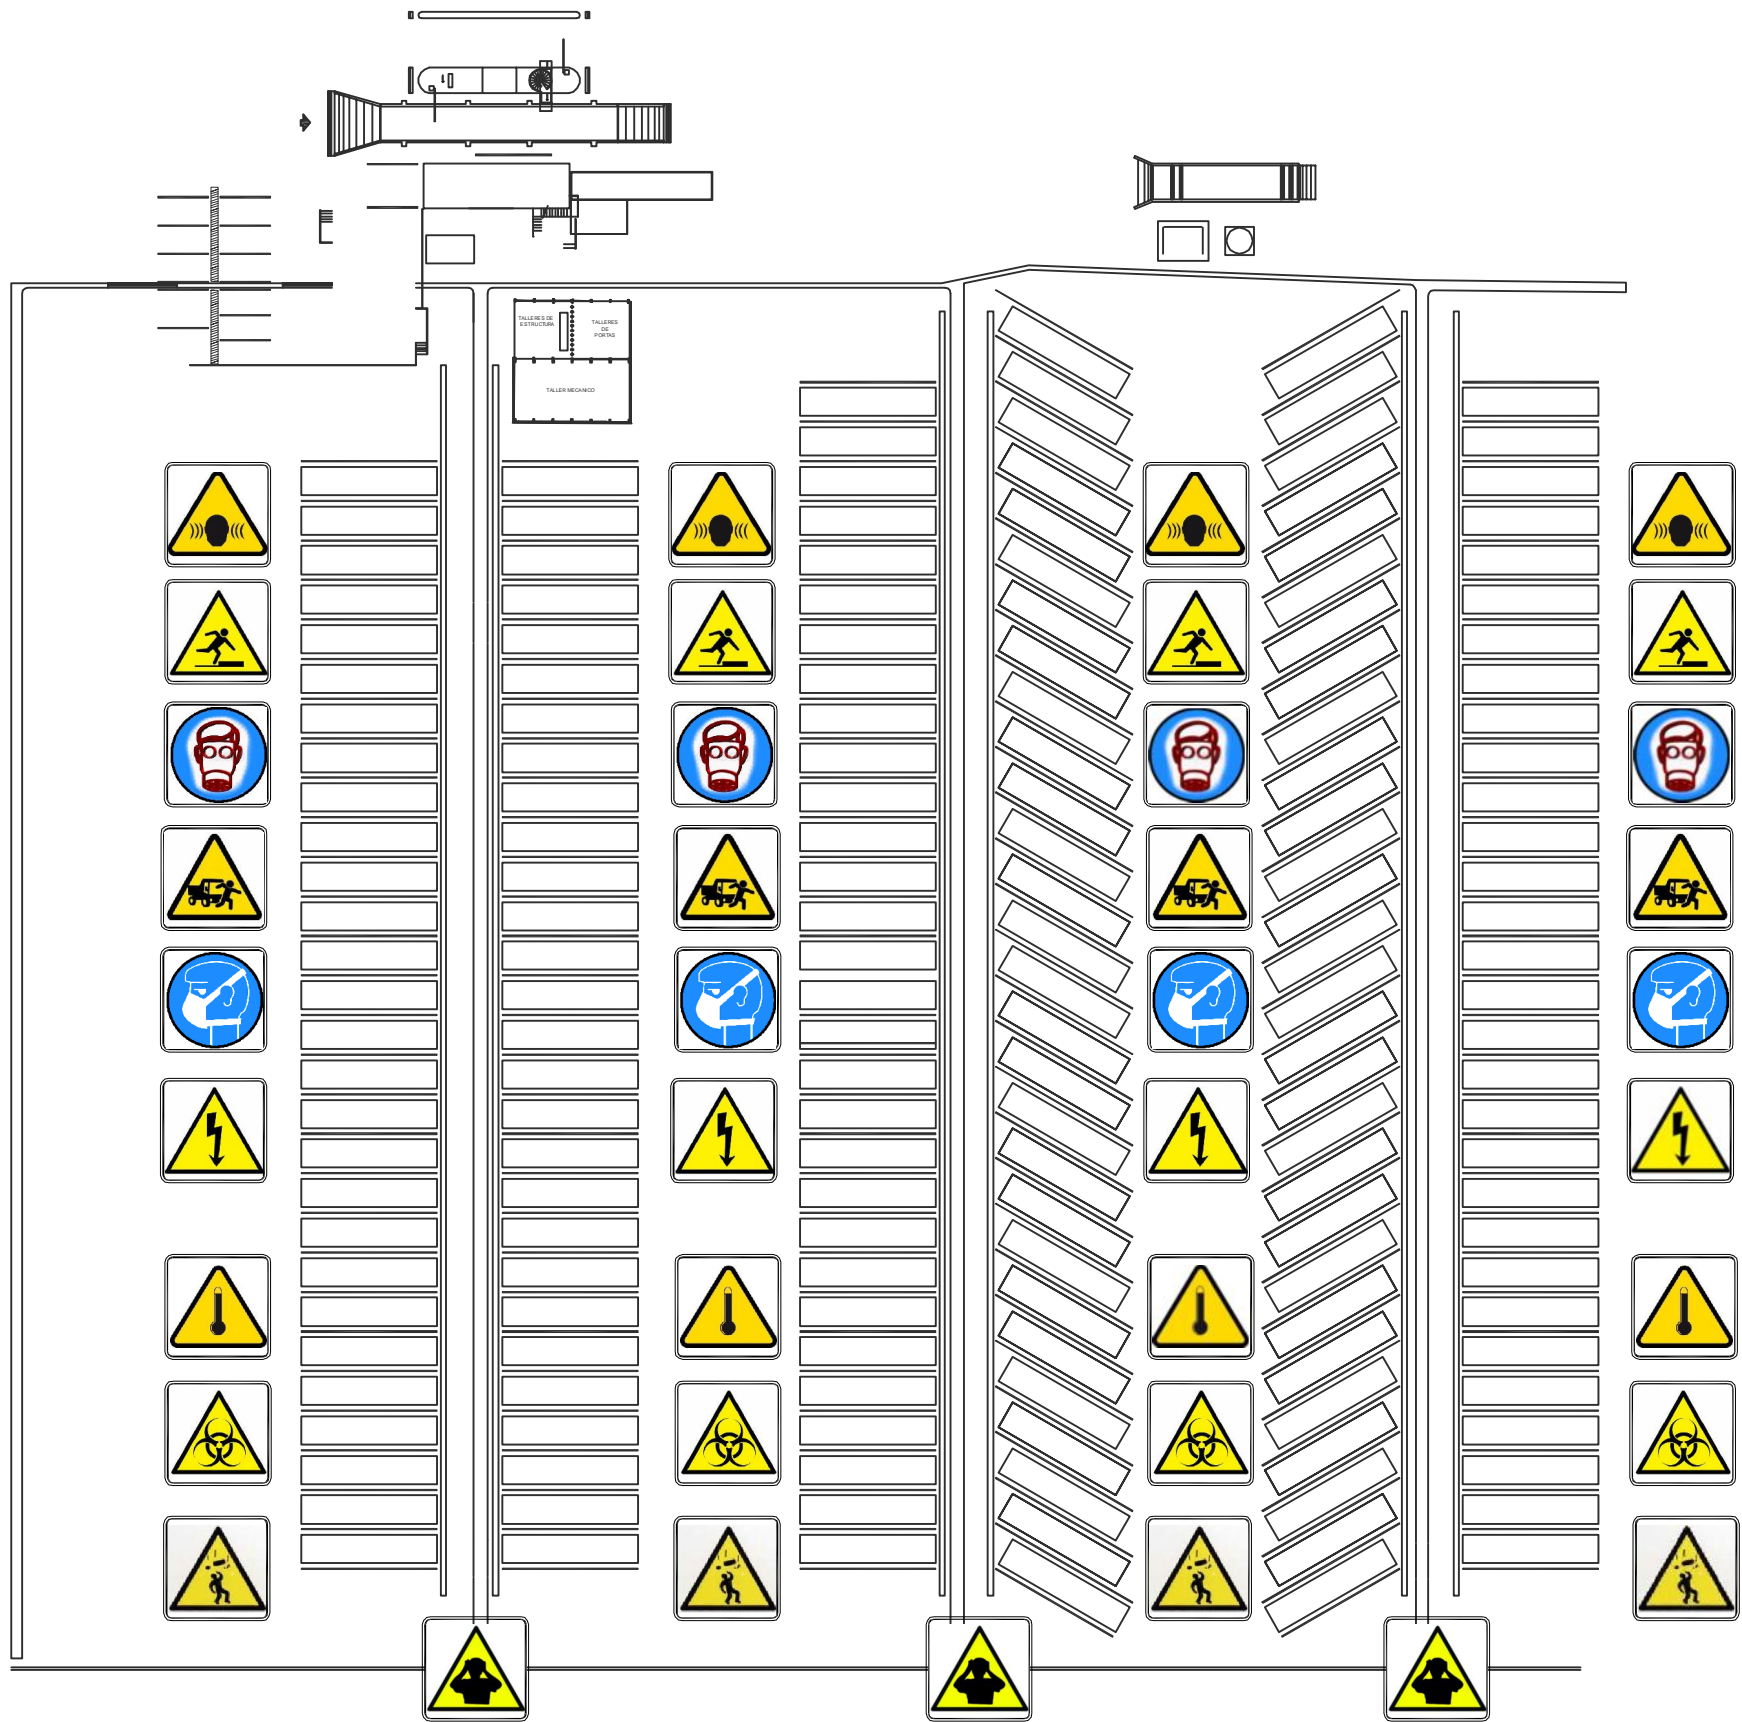 TALLERES DE
ESTRUCTURA
TALLERES
DE
PORTAS
TALLER MECANICO